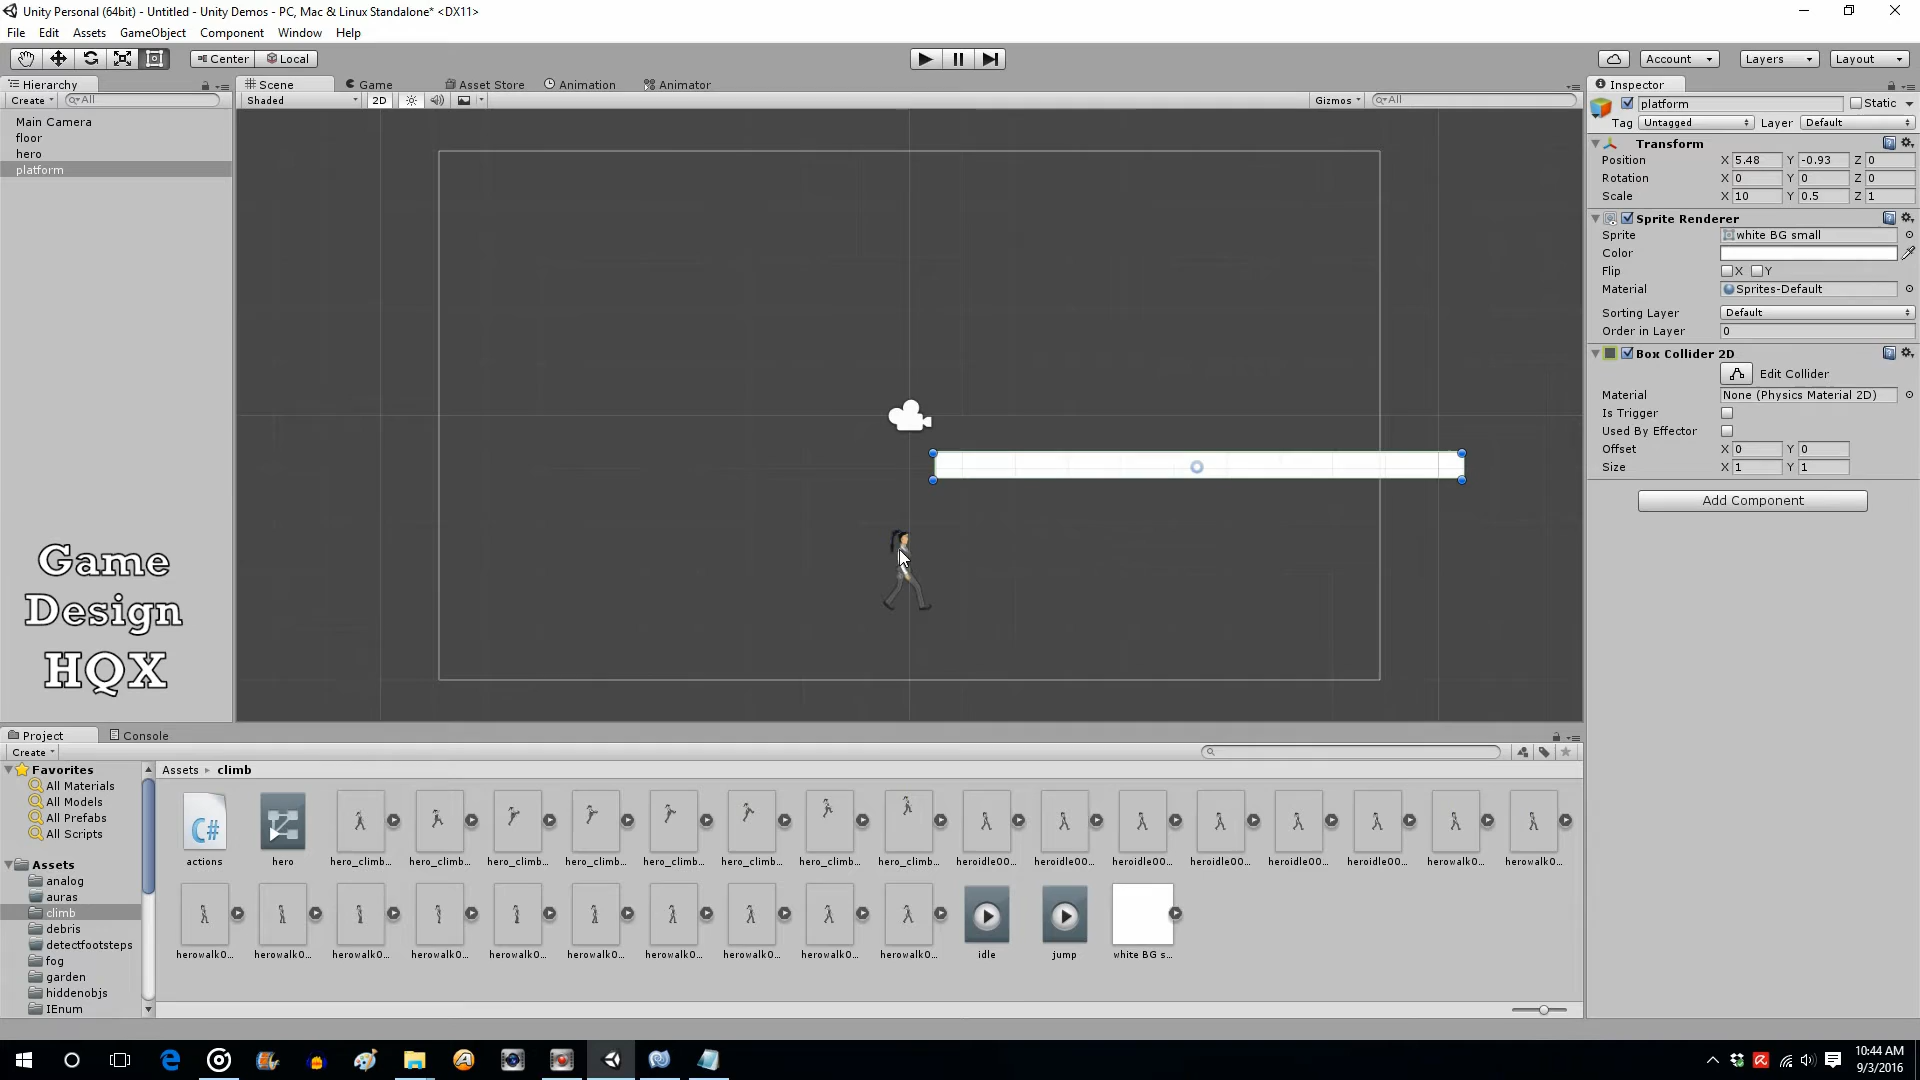 Unity Personal (64bit) - Untitled - Unity Demos - PC, Mac & Linux Standalone* <DX11>
File Edit Assets GameObject Component Window Help
Center Local Account Layers Layout
Hierarchy Scene Game Asset Store Animation Animator Inspector
Create All Shaded 2D Gizmos All platform Static
Tag Untagged Layer Default
Main Camera
floor
hero
platform
Transform
Position X 5.48 Y -0.93 Z 0
Rotation X 0 Y 0 Z 0
Scale X 10 Y 0.5 Z 1
Sprite Renderer
Sprite white BG small
Color
Flip X Y
Material Sprites-Default
Sorting Layer Default
Order in Layer 0
Box Collider 2D
Edit Collider
Material None (Physics Material 2D)
Is Trigger
Used By Effector
Offset X 0 Y 0
Size X 1 Y 1
Add Component
Game
Design
HQX
Project Console
Create
Favorites
All Materials
All Models
All Prefabs
All Scripts
Assets
analog
auras
climb
debris
detectfootsteps
fog
garden
hiddenobjs
IEnum
Assets climb
C#
actions hero hero_climb... hero_climb... hero_climb... hero_climb... hero_climb... hero_climb... hero_climb... hero_climb... heroidle00... heroidle00... heroidle00... heroidle00... heroidle00... heroidle00... herowalk0... herowalk0...
herowalk0... herowalk0... herowalk0... herowalk0... herowalk0... herowalk0... herowalk0... herowalk0... herowalk0... herowalk0... idle jump white BG s...
10:44 AM
9/3/2016